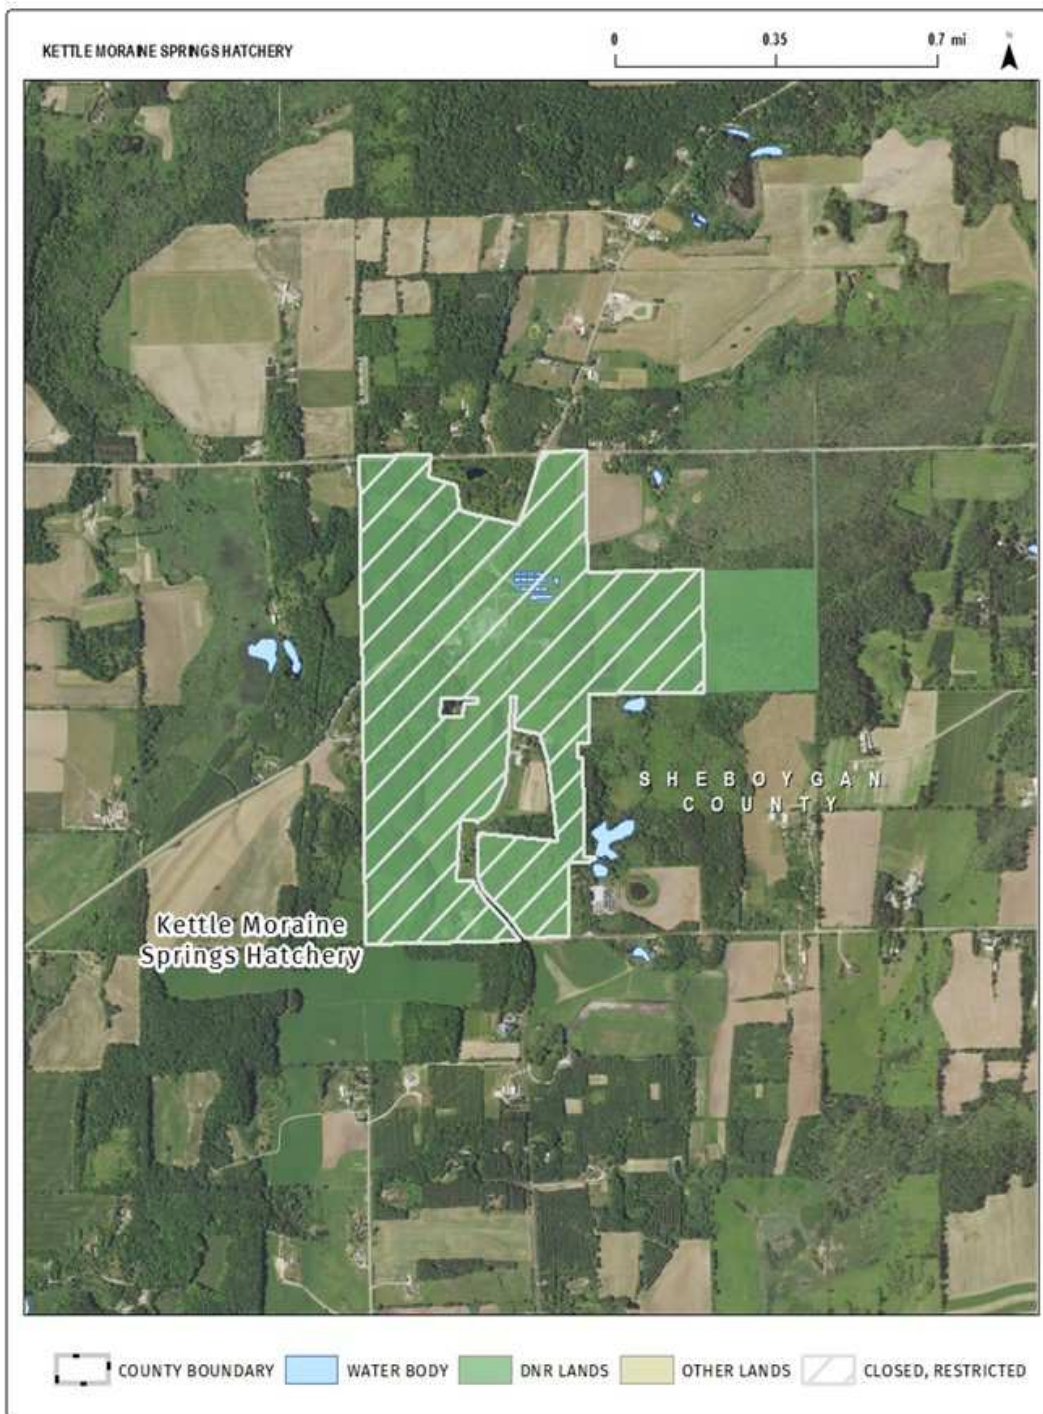 KETTLE MORAINE SPRINGS HATCHERY
0 0.35 0.7 mi
N
SHEBOYGAN
COUNTY
Kettle Moraine
Springs Hatchery
COUNTY BOUNDARY WATER BODY DNR LANDS OTHER LANDS CLOSED, RESTRICTED